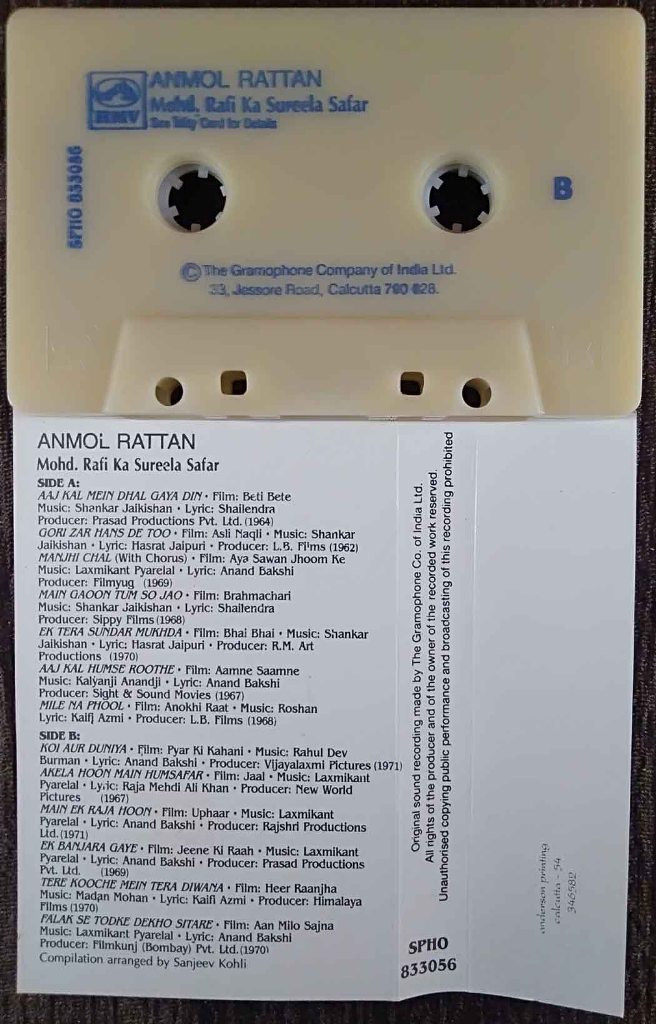 ANMOL RATTAN
Mohd. Rafi Ka Sureela Safar
See Inlay Card for Details
HMV
SPHO 833056
B
© The Gramophone Company of India Ltd.
33, Jessore Road, Calcutta 700 028.
ANMOL RATTAN
Mohd. Rafi Ka Sureela Safar
SIDE A:
AAJ KAL MEIN DHAL GAYA DIN • Film: Beti Bete
Music: Shankar Jaikishan • Lyric: Shailendra
Producer: Prasad Productions Pvt. Ltd. (1964)
GORI ZAR HANS DE TOO • Film: Asli Naqli • Music: Shankar
Jaikishan • Lyric: Hasrat Jaipuri • Producer: L.B. Films (1962)
MANJHI CHAL (With Chorus) • Film: Aya Sawan Jhoom Ke
Music: Laxmikant Pyarelal • Lyric: Anand Bakshi
Producer: Filmyug (1969)
MAIN GAOON TUM SO JAO • Film: Brahmachari
Music: Shankar Jaikishan • Lyric: Shailendra
Producer: Sippy Films (1968)
EK TERA SUNDAR MUKHDA • Film: Bhai Bhai • Music: Shankar
Jaikishan • Lyric: Hasrat Jaipuri • Producer: R.M. Art
Productions (1970)
AAJ KAL HUMSE ROOTHE • Film: Aamne Saamne
Music: Kalyanji Anandji • Lyric: Anand Bakshi
Producer: Sight & Sound Movies (1967)
MILE NA PHOOL • Film: Anokhi Raat • Music: Roshan
Lyric: Kaifi Azmi • Producer: L.B. Films (1968)
SIDE B:
KOI AUR DUNIYA • Film: Pyar Ki Kahani • Music: Rahul Dev
Burman • Lyric: Anand Bakshi • Producer: Vijayalaxmi Pictures (1971)
AKELA HOON MAIN HUMSAFAR • Film: Jaal • Music: Laxmikant
Pyarelal • Lyric: Raja Mehdi Ali Khan • Producer: New World
Pictures (1967)
MAIN EK RAJA HOON • Film: Uphaar • Music: Laxmikant
Pyarelal • Lyric: Anand Bakshi • Producer: Rajshri Productions
Ltd. (1971)
EK BANJARA GAYE • Film: Jeene Ki Raah • Music: Laxmikant
Pyarelal • Lyric: Anand Bakshi • Producer: Prasad Productions
Pvt. Ltd. (1969)
TERE KOOCHE MEIN TERA DIWANA • Film: Heer Raanjha
Music: Madan Mohan • Lyric: Kaifi Azmi • Producer: Himalaya
Films (1970)
FALAK SE TODKE DEKHO SITARE • Film: Aan Milo Sajna
Music: Laxmikant Pyarelal • Lyric: Anand Bakshi
Producer: Filmkunj (Bombay) Pvt. Ltd. (1970)
Compilation arranged by Sanjeev Kohli
Original sound recording made by The Gramophone Co. of India Ltd.
All rights of the producer and of the owner of the recorded work reserved.
Unauthorised copying public performance and broadcasting of this recording prohibited
SPHO
833056
anderson printing
calcutta - 54
345582